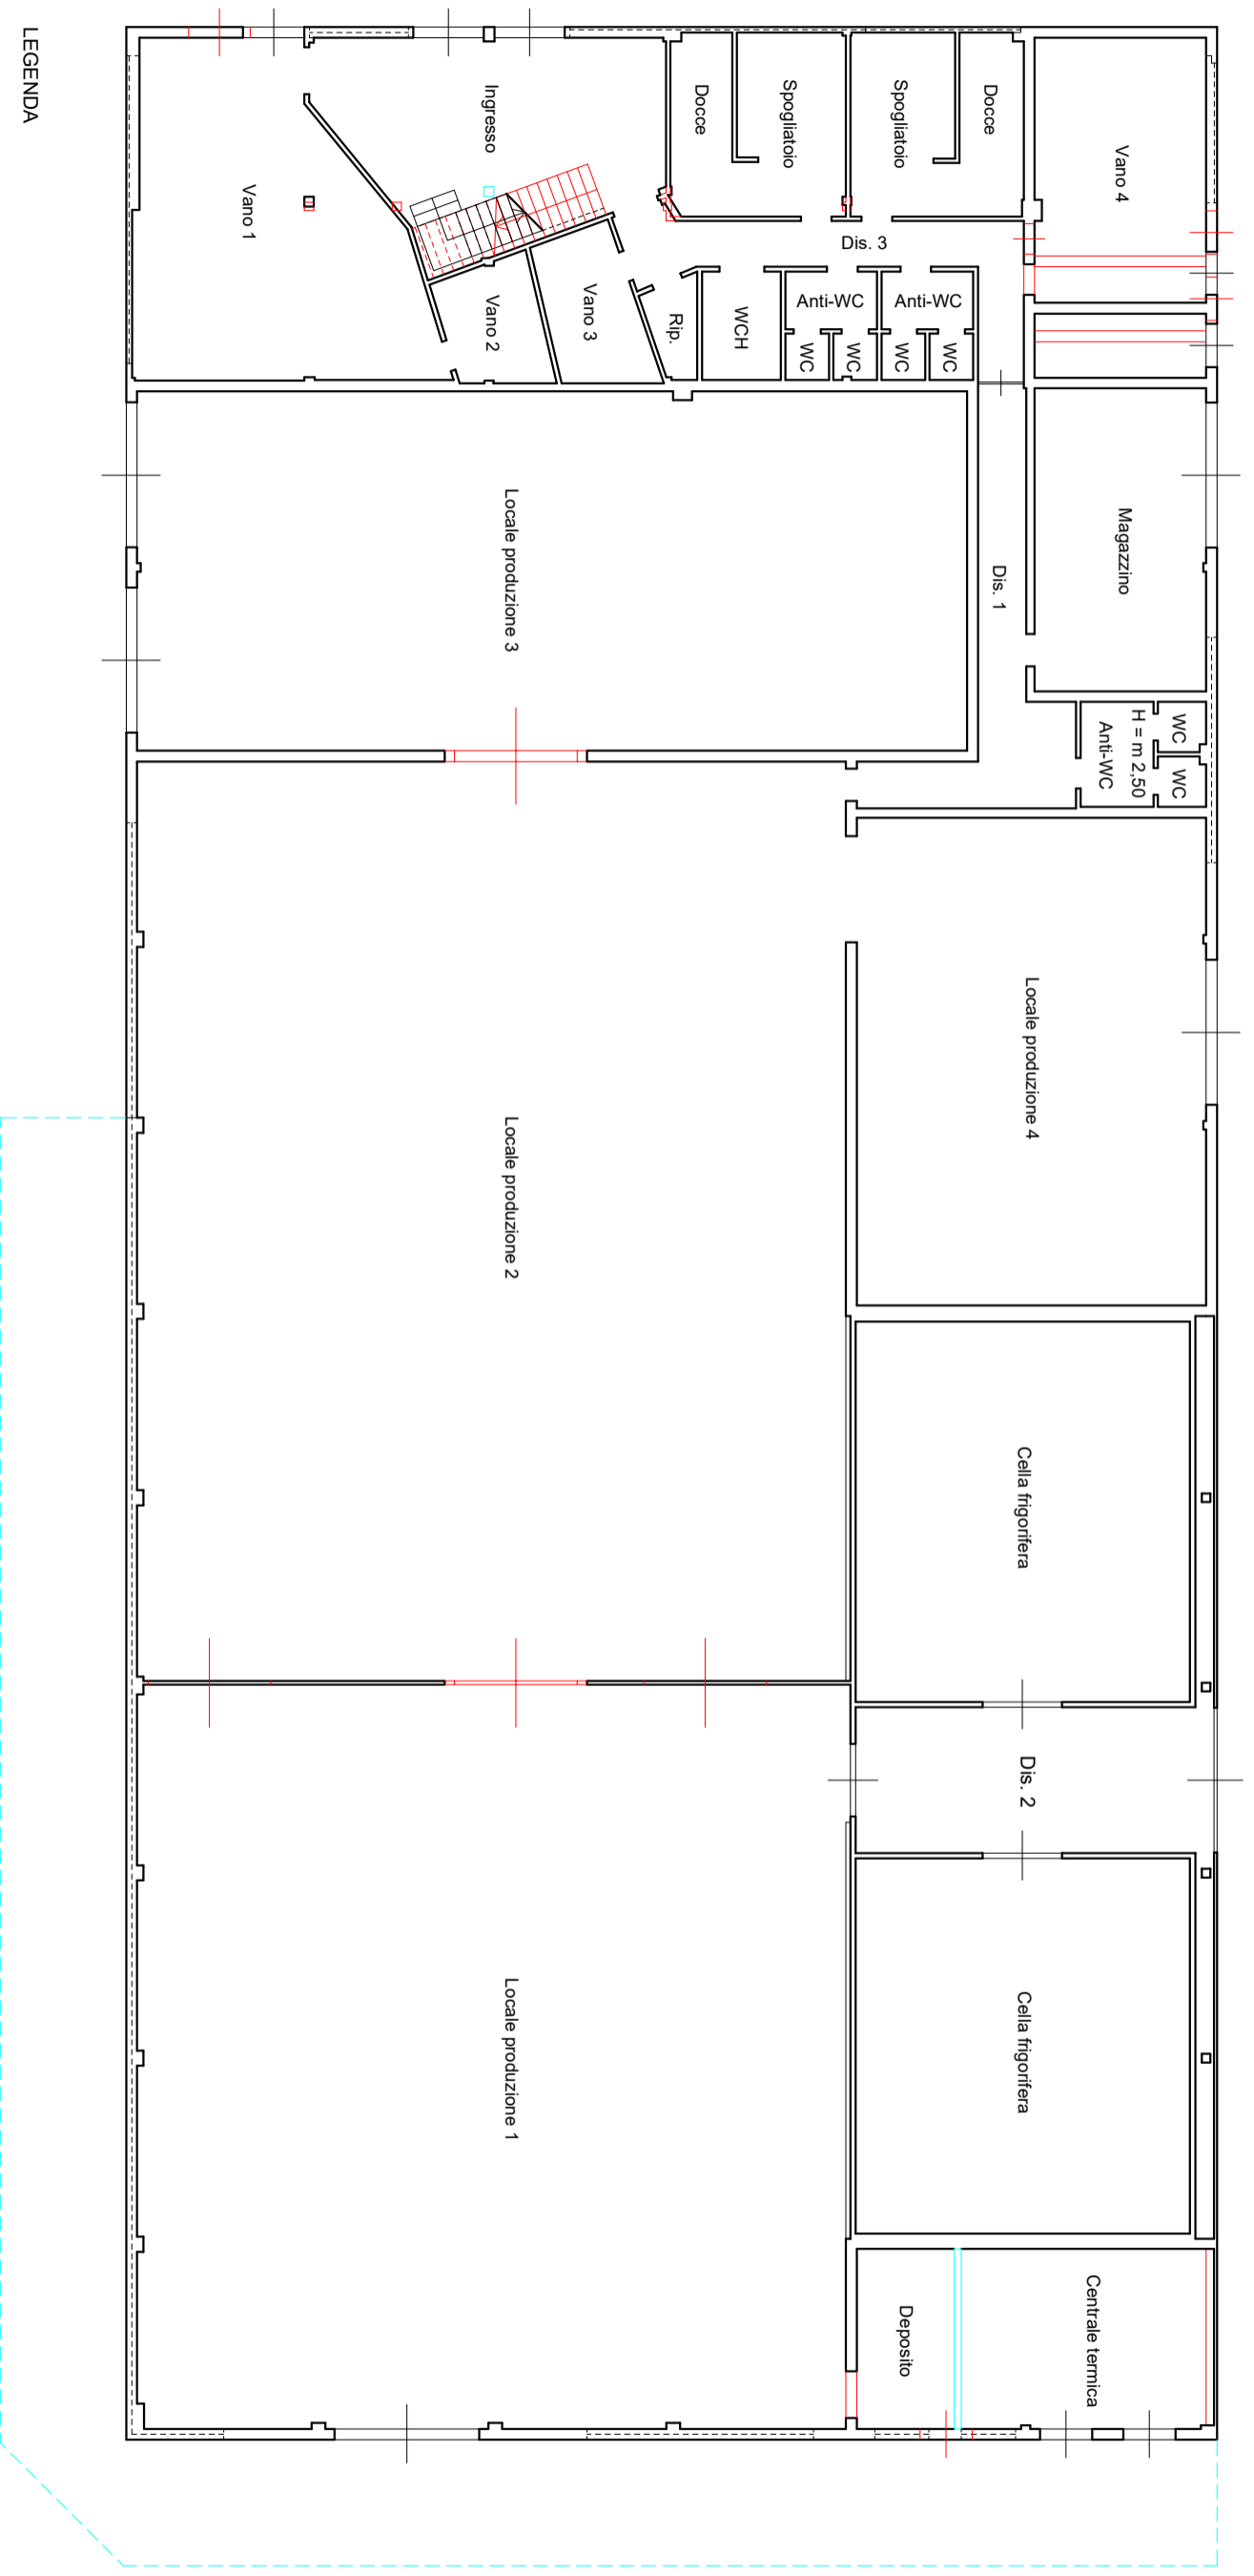 LEGENDA
Ingresso
Docce
Spogliatoio
Spogliatoio
Docce
Vano 4
Vano 1
Dis. 3
Vano 2
Vano 3
Rip.
WCH
Anti-WC
Anti-WC
WC
WC
WC
WC
Locale produzione 3
Dis. 1
Magazzino
WC
WC
H = m 2,50
Anti-WC
Locale produzione 4
Locale produzione 2
Cella frigorifera
Dis. 2
Cella frigorifera
Locale produzione 1
Deposito
Centrale termica